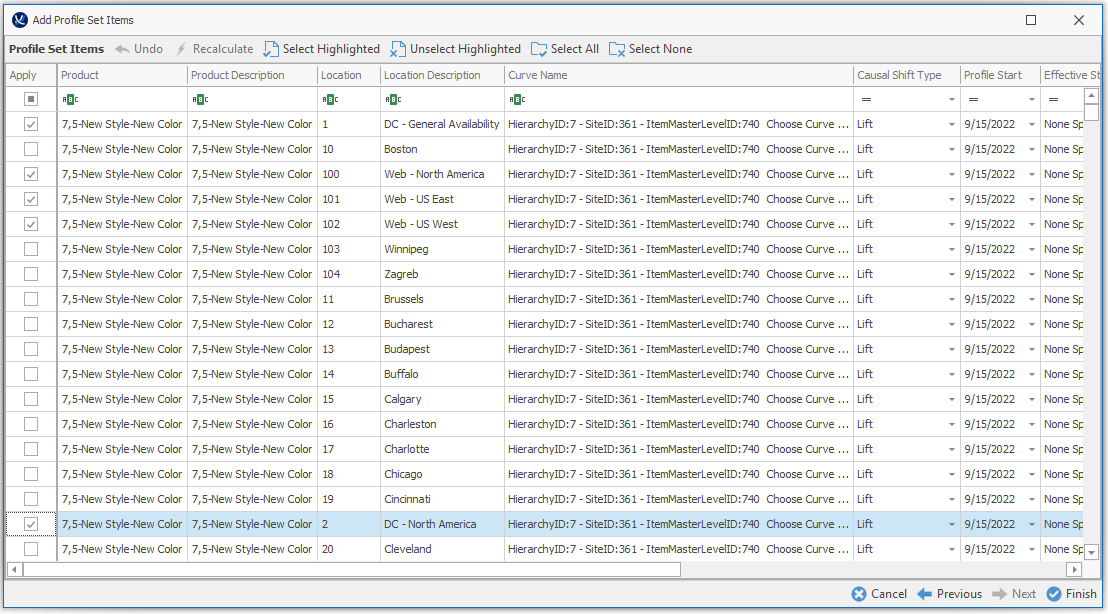 Add Profile Set Items
Profile Set Items Undo Recalculate Select Highlighted Unselect Highlighted Select All Select None
Apply Product Product Description Location Location Description Curve Name Causal Shift Type Profile Start Effective St
ABC ABC ABC ABC ABC = = =
7,5-New Style-New Color 7,5-New Style-New Color 1 DC - General Availability HierarchyID:7 - SiteID:361 - ItemMasterLevelID:740 Choose Curve ... Lift 9/15/2022 None Sp
7,5-New Style-New Color 7,5-New Style-New Color 10 Boston HierarchyID:7 - SiteID:361 - ItemMasterLevelID:740 Choose Curve ... Lift 9/15/2022 None Sp
7,5-New Style-New Color 7,5-New Style-New Color 100 Web - North America HierarchyID:7 - SiteID:361 - ItemMasterLevelID:740 Choose Curve ... Lift 9/15/2022 None Sp
7,5-New Style-New Color 7,5-New Style-New Color 101 Web - US East HierarchyID:7 - SiteID:361 - ItemMasterLevelID:740 Choose Curve ... Lift 9/15/2022 None Sp
7,5-New Style-New Color 7,5-New Style-New Color 102 Web - US West HierarchyID:7 - SiteID:361 - ItemMasterLevelID:740 Choose Curve ... Lift 9/15/2022 None Sp
7,5-New Style-New Color 7,5-New Style-New Color 103 Winnipeg HierarchyID:7 - SiteID:361 - ItemMasterLevelID:740 Choose Curve ... Lift 9/15/2022 None Sp
7,5-New Style-New Color 7,5-New Style-New Color 104 Zagreb HierarchyID:7 - SiteID:361 - ItemMasterLevelID:740 Choose Curve ... Lift 9/15/2022 None Sp
7,5-New Style-New Color 7,5-New Style-New Color 11 Brussels HierarchyID:7 - SiteID:361 - ItemMasterLevelID:740 Choose Curve ... Lift 9/15/2022 None Sp
7,5-New Style-New Color 7,5-New Style-New Color 12 Bucharest HierarchyID:7 - SiteID:361 - ItemMasterLevelID:740 Choose Curve ... Lift 9/15/2022 None Sp
7,5-New Style-New Color 7,5-New Style-New Color 13 Budapest HierarchyID:7 - SiteID:361 - ItemMasterLevelID:740 Choose Curve ... Lift 9/15/2022 None Sp
7,5-New Style-New Color 7,5-New Style-New Color 14 Buffalo HierarchyID:7 - SiteID:361 - ItemMasterLevelID:740 Choose Curve ... Lift 9/15/2022 None Sp
7,5-New Style-New Color 7,5-New Style-New Color 15 Calgary HierarchyID:7 - SiteID:361 - ItemMasterLevelID:740 Choose Curve ... Lift 9/15/2022 None Sp
7,5-New Style-New Color 7,5-New Style-New Color 16 Charleston HierarchyID:7 - SiteID:361 - ItemMasterLevelID:740 Choose Curve ... Lift 9/15/2022 None Sp
7,5-New Style-New Color 7,5-New Style-New Color 17 Charlotte HierarchyID:7 - SiteID:361 - ItemMasterLevelID:740 Choose Curve ... Lift 9/15/2022 None Sp
7,5-New Style-New Color 7,5-New Style-New Color 18 Chicago HierarchyID:7 - SiteID:361 - ItemMasterLevelID:740 Choose Curve ... Lift 9/15/2022 None Sp
7,5-New Style-New Color 7,5-New Style-New Color 19 Cincinnati HierarchyID:7 - SiteID:361 - ItemMasterLevelID:740 Choose Curve ... Lift 9/15/2022 None Sp
7,5-New Style-New Color 7,5-New Style-New Color 2 DC - North America HierarchyID:7 - SiteID:361 - ItemMasterLevelID:740 Choose Curve ... Lift 9/15/2022 None Sp
7,5-New Style-New Color 7,5-New Style-New Color 20 Cleveland HierarchyID:7 - SiteID:361 - ItemMasterLevelID:740 Choose Curve ... Lift 9/15/2022 None Sp
Cancel Previous Next Finish